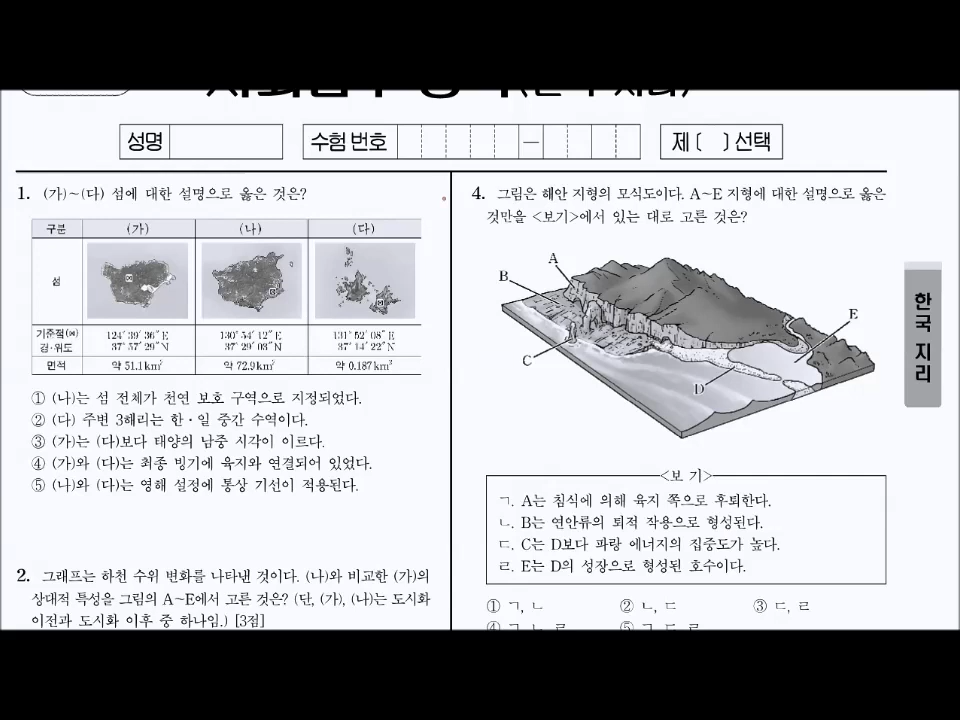 성명
수험 번호
—
제 ( ) 선택
1. (가)~(다) 섬에 대한 설명으로 옳은 것은?
구분 (가) (나) (다)
섬
기준점(⊠) 경·위도 124° 39′ 36″ E 37° 57′ 29″ N 130° 54′ 12″ E 37° 29′ 03″ N 131° 52′ 08″ E 37° 14′ 22″ N
면적 약 51.1km² 약 72.9km² 약 0.187km²
① (나)는 섬 전체가 천연 보호 구역으로 지정되었다.
② (다) 주변 3해리는 한·일 중간 수역이다.
③ (가)는 (다)보다 태양의 남중 시각이 이르다.
④ (가)와 (다)는 최종 빙기에 육지와 연결되어 있었다.
⑤ (나)와 (다)는 영해 설정에 통상 기선이 적용된다.
2. 그래프는 하천 수위 변화를 나타낸 것이다. (나)와 비교한 (가)의
상대적 특성을 그림의 A~E에서 고른 것은? (단, (가), (나)는 도시화
이전과 도시화 이후 중 하나임.) [3점]
4. 그림은 해안 지형의 모식도이다. A~E 지형에 대한 설명으로 옳은
것만을 <보기>에서 있는 대로 고른 것은?
A
B
C
D
E
<보 기>
ㄱ. A는 침식에 의해 육지 쪽으로 후퇴한다.
ㄴ. B는 연안류의 퇴적 작용으로 형성된다.
ㄷ. C는 D보다 파랑 에너지의 집중도가 높다.
ㄹ. E는 D의 성장으로 형성된 호수이다.
① ㄱ, ㄴ ② ㄴ, ㄷ ③ ㄷ, ㄹ
한국 지리